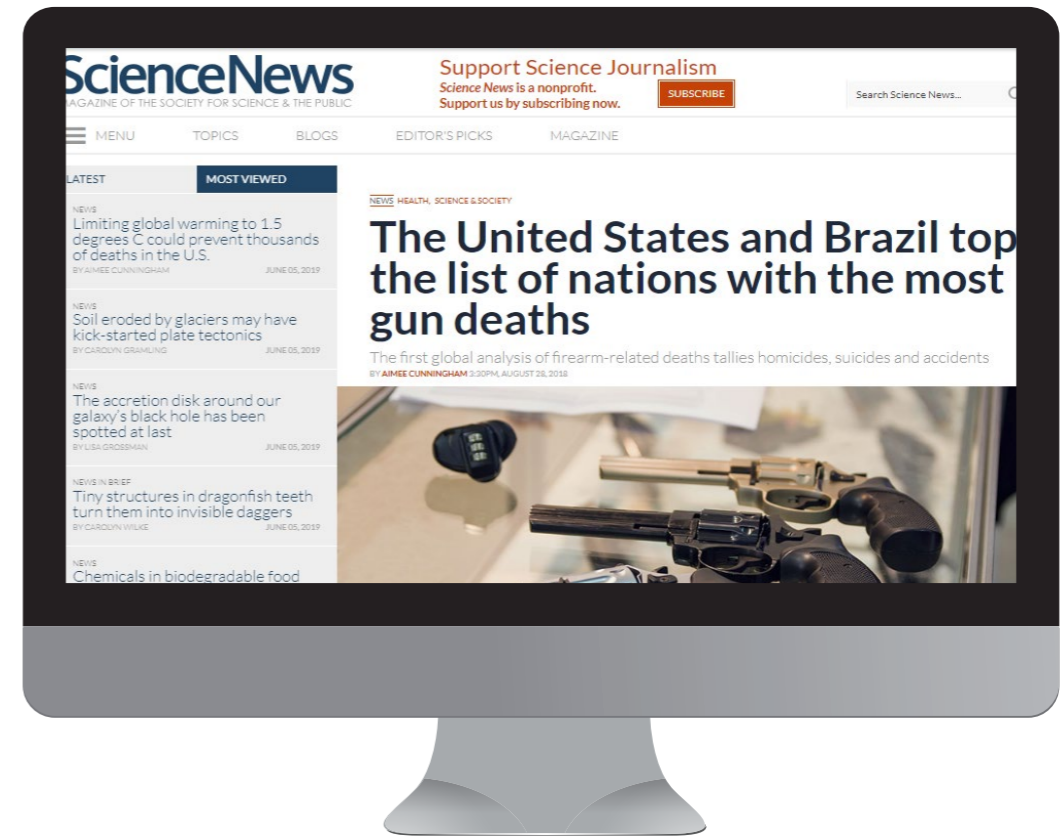 ScienceNews
MAGAZINE OF THE SOCIETY FOR SCIENCE & THE PUBLIC
Support Science Journalism
Science News is a nonprofit.
Support us by subscribing now.
SUBSCRIBE
Search Science News...
MENU TOPICS BLOGS EDITOR'S PICKS MAGAZINE
LATEST MOST VIEWED
NEWS
Limiting global warming to 1.5
degrees C could prevent thousands
of deaths in the U.S.
BY AIMEE CUNNINGHAM JUNE 05, 2019
NEWS
Soil eroded by glaciers may have
kick-started plate tectonics
BY CAROLYN GRAMLING JUNE 05, 2019
NEWS
The accretion disk around our
galaxy's black hole has been
spotted at last
BY LISA GROSSMAN JUNE 05, 2019
NEWS IN BRIEF
Tiny structures in dragonfish teeth
turn them into invisible daggers
BY CAROLYN WILKE JUNE 05, 2019
NEWS
Chemicals in biodegradable food
NEWS HEALTH, SCIENCE & SOCIETY
The United States and Brazil top
the list of nations with the most
gun deaths
The first global analysis of firearm-related deaths tallies homicides, suicides and accidents
BY AIMEE CUNNINGHAM 3:30PM, AUGUST 28, 2018